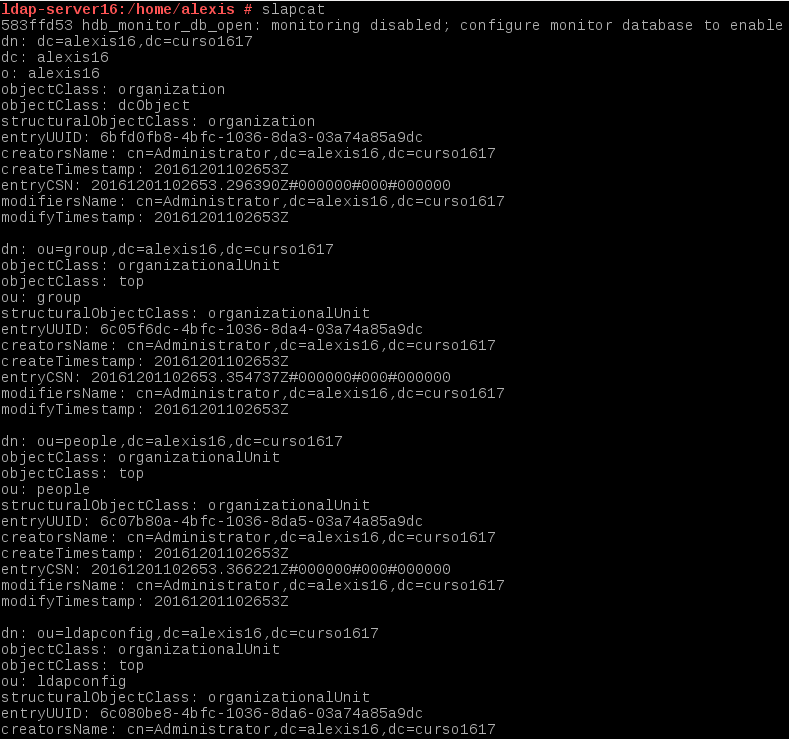 ldap-server16:/home/alexis # slapcat
583ffd53 hdb_monitor_db_open: monitoring disabled; configure monitor database to enable
dn: dc=alexis16,dc=curso1617
dc: alexis16
o: alexis16
objectClass: organization
objectClass: dcObject
structuralObjectClass: organization
entryUUID: 6bfd0fb8-4bfc-1036-8da3-03a74a85a9dc
creatorsName: cn=Administrator,dc=alexis16,dc=curso1617
createTimestamp: 20161201102653Z
entryCSN: 20161201102653.296390Z#000000#000#000000
modifiersName: cn=Administrator,dc=alexis16,dc=curso1617
modifyTimestamp: 20161201102653Z

dn: ou=group,dc=alexis16,dc=curso1617
objectClass: organizationalUnit
objectClass: top
ou: group
structuralObjectClass: organizationalUnit
entryUUID: 6c05f6dc-4bfc-1036-8da4-03a74a85a9dc
creatorsName: cn=Administrator,dc=alexis16,dc=curso1617
createTimestamp: 20161201102653Z
entryCSN: 20161201102653.354737Z#000000#000#000000
modifiersName: cn=Administrator,dc=alexis16,dc=curso1617
modifyTimestamp: 20161201102653Z

dn: ou=people,dc=alexis16,dc=curso1617
objectClass: organizationalUnit
objectClass: top
ou: people
structuralObjectClass: organizationalUnit
entryUUID: 6c07b80a-4bfc-1036-8da5-03a74a85a9dc
creatorsName: cn=Administrator,dc=alexis16,dc=curso1617
createTimestamp: 20161201102653Z
entryCSN: 20161201102653.366221Z#000000#000#000000
modifiersName: cn=Administrator,dc=alexis16,dc=curso1617
modifyTimestamp: 20161201102653Z

dn: ou=ldapconfig,dc=alexis16,dc=curso1617
objectClass: organizationalUnit
objectClass: top
ou: ldapconfig
structuralObjectClass: organizationalUnit
entryUUID: 6c080be8-4bfc-1036-8da6-03a74a85a9dc
creatorsName: cn=Administrator,dc=alexis16,dc=curso1617